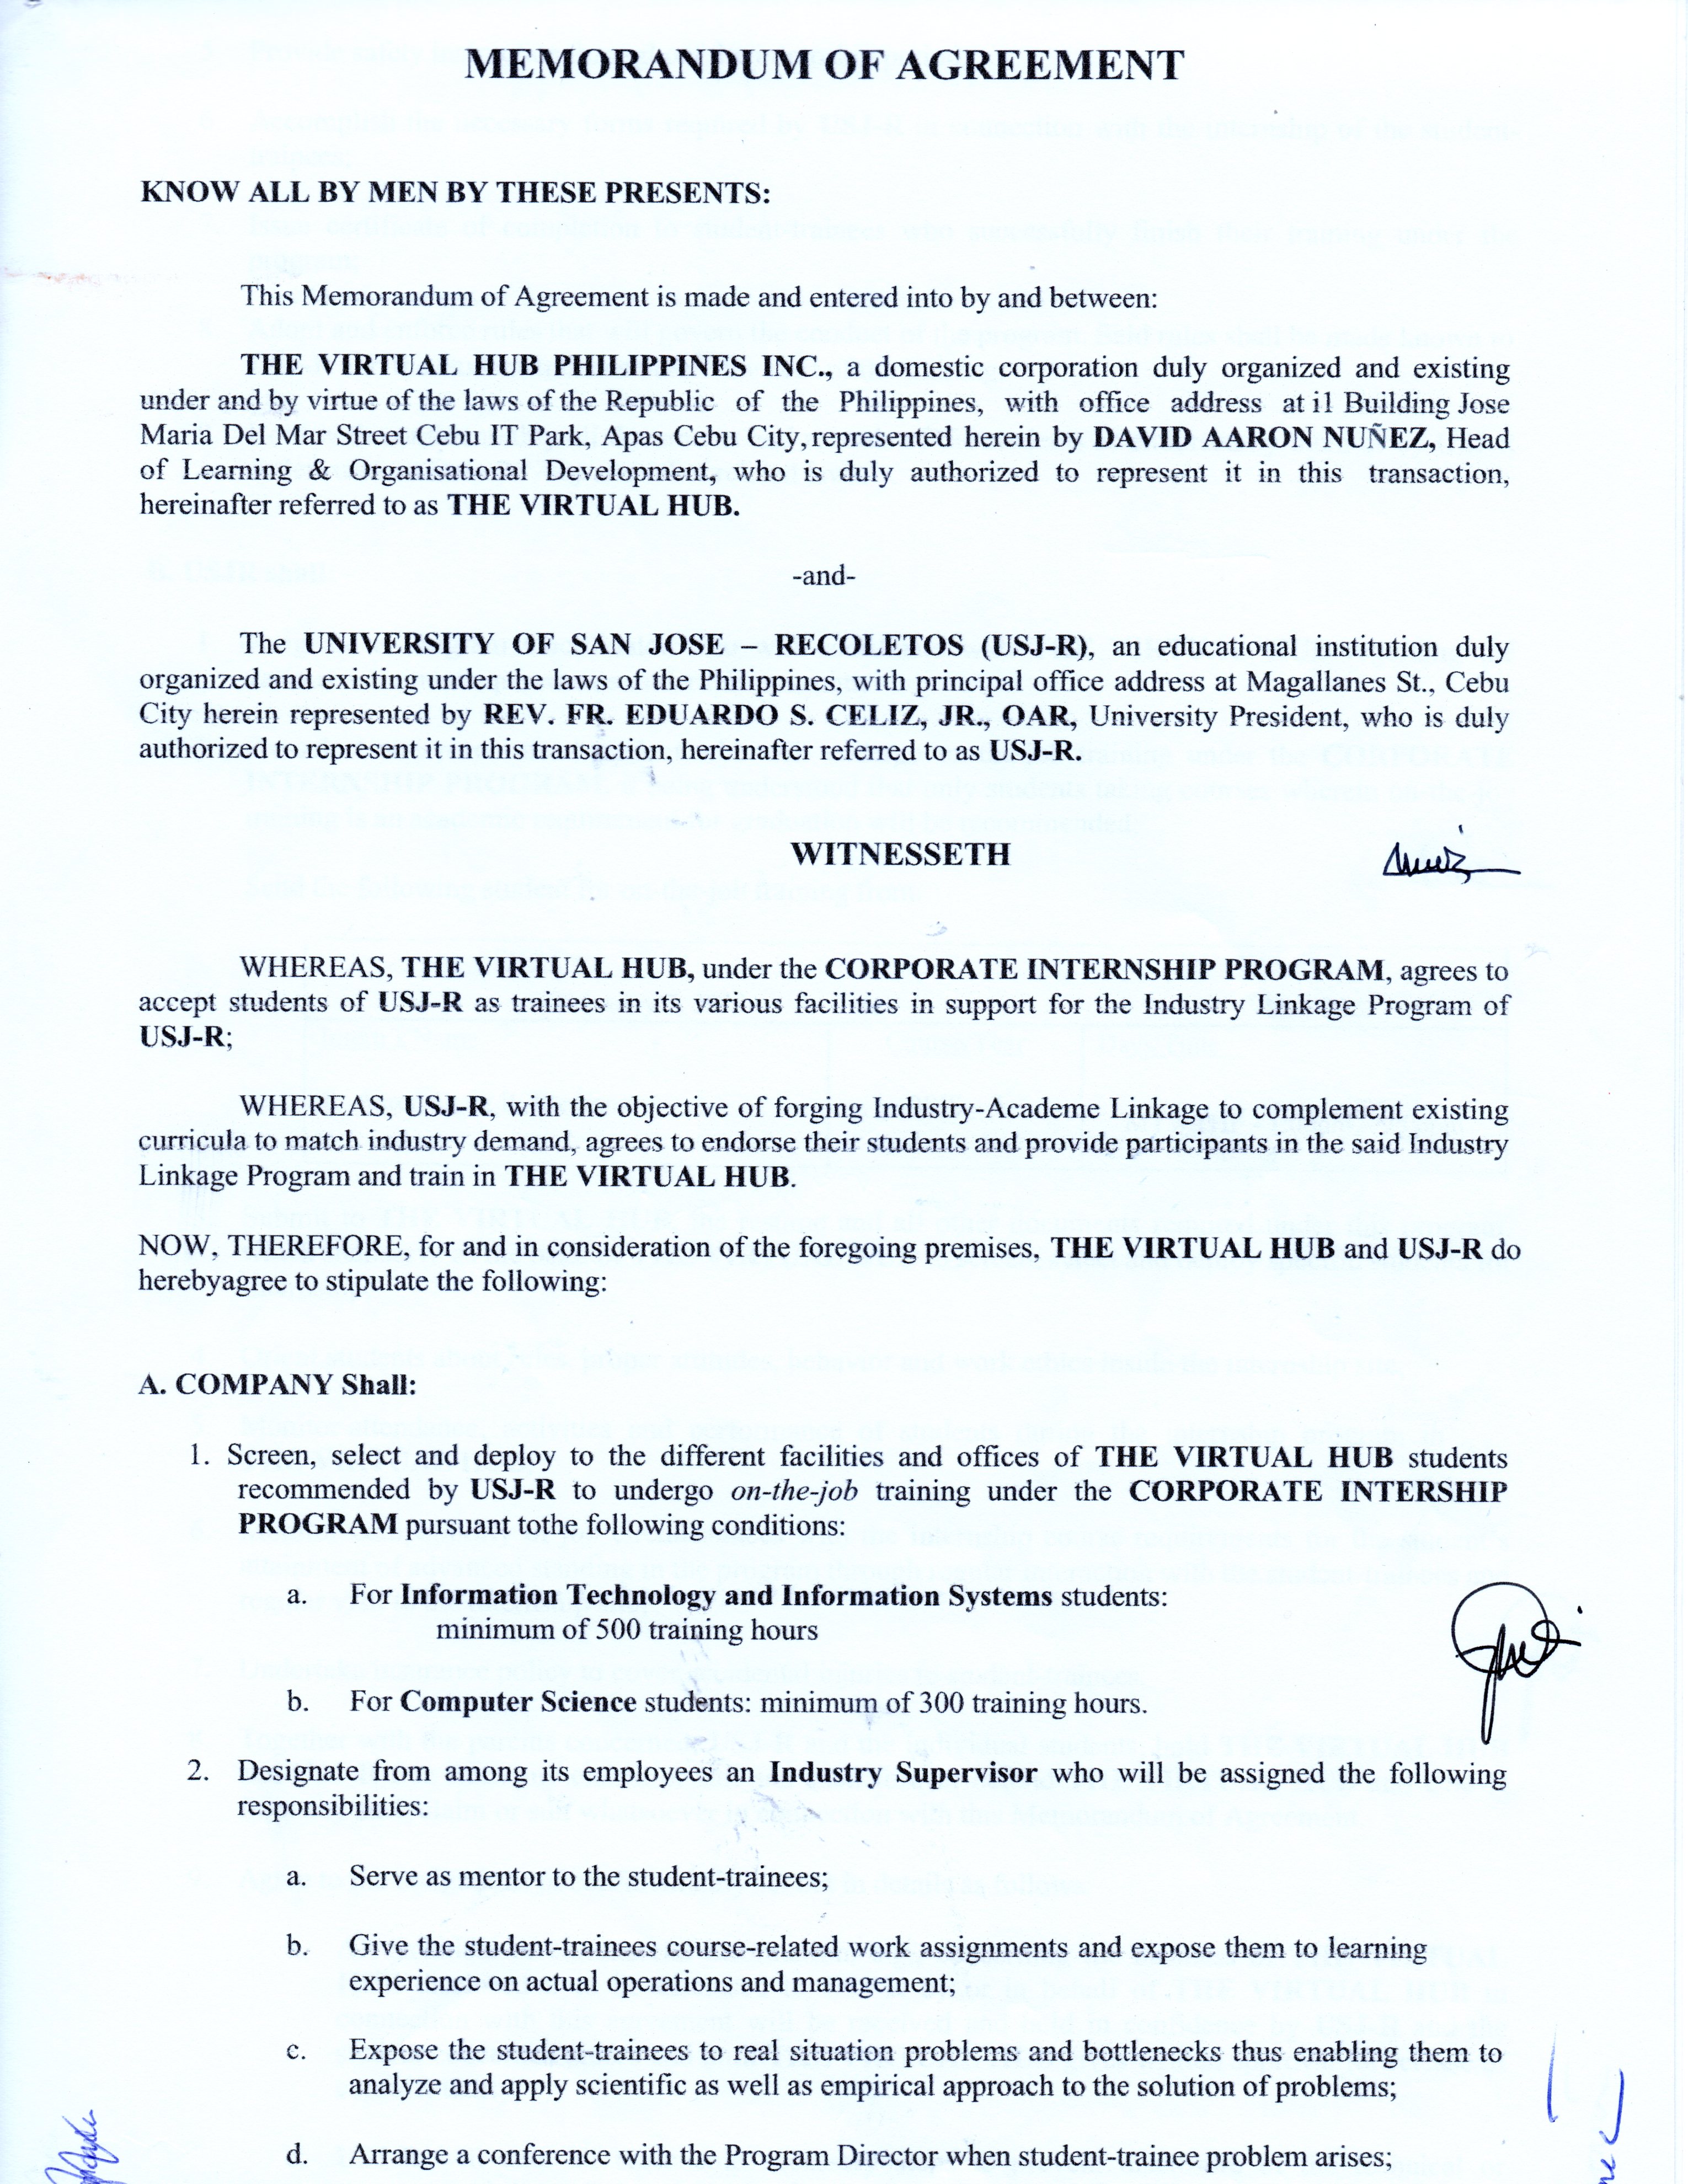 MEMORANDUM OF AGREEMENT
KNOW ALL BY MEN BY THESE PRESENTS:
This Memorandum of Agreement is made and entered into by and between:
THE VIRTUAL HUB PHILIPPINES INC., a domestic corporation duly organized and existing
under and by virtue of the laws of the Republic of the Philippines, with office address at i1 Building Jose
Maria Del Mar Street Cebu IT Park, Apas Cebu City, represented herein by DAVID AARON NUÑEZ, Head
of Learning & Organisational Development, who is duly authorized to represent it in this transaction,
hereinafter referred to as THE VIRTUAL HUB.
-and-
The UNIVERSITY OF SAN JOSE – RECOLETOS (USJ-R), an educational institution duly
organized and existing under the laws of the Philippines, with principal office address at Magallanes St., Cebu
City herein represented by REV. FR. EDUARDO S. CELIZ, JR., OAR, University President, who is duly
authorized to represent it in this transaction, hereinafter referred to as USJ-R.
WITNESSETH
WHEREAS, THE VIRTUAL HUB, under the CORPORATE INTERNSHIP PROGRAM, agrees to
accept students of USJ-R as trainees in its various facilities in support for the Industry Linkage Program of
USJ-R;
WHEREAS, USJ-R, with the objective of forging Industry-Academe Linkage to complement existing
curricula to match industry demand, agrees to endorse their students and provide participants in the said Industry
Linkage Program and train in THE VIRTUAL HUB.
NOW, THEREFORE, for and in consideration of the foregoing premises, THE VIRTUAL HUB and USJ-R do
herebyagree to stipulate the following:
A. COMPANY Shall:
1. Screen, select and deploy to the different facilities and offices of THE VIRTUAL HUB students
recommended by USJ-R to undergo on-the-job training under the CORPORATE INTERSHIP
PROGRAM pursuant tothe following conditions:
a. For Information Technology and Information Systems students:
minimum of 500 training hours
b. For Computer Science students: minimum of 300 training hours.
2. Designate from among its employees an Industry Supervisor who will be assigned the following
responsibilities:
a. Serve as mentor to the student-trainees;
b. Give the student-trainees course-related work assignments and expose them to learning
experience on actual operations and management;
c. Expose the student-trainees to real situation problems and bottlenecks thus enabling them to
analyze and apply scientific as well as empirical approach to the solution of problems;
d. Arrange a conference with the Program Director when student-trainee problem arises;